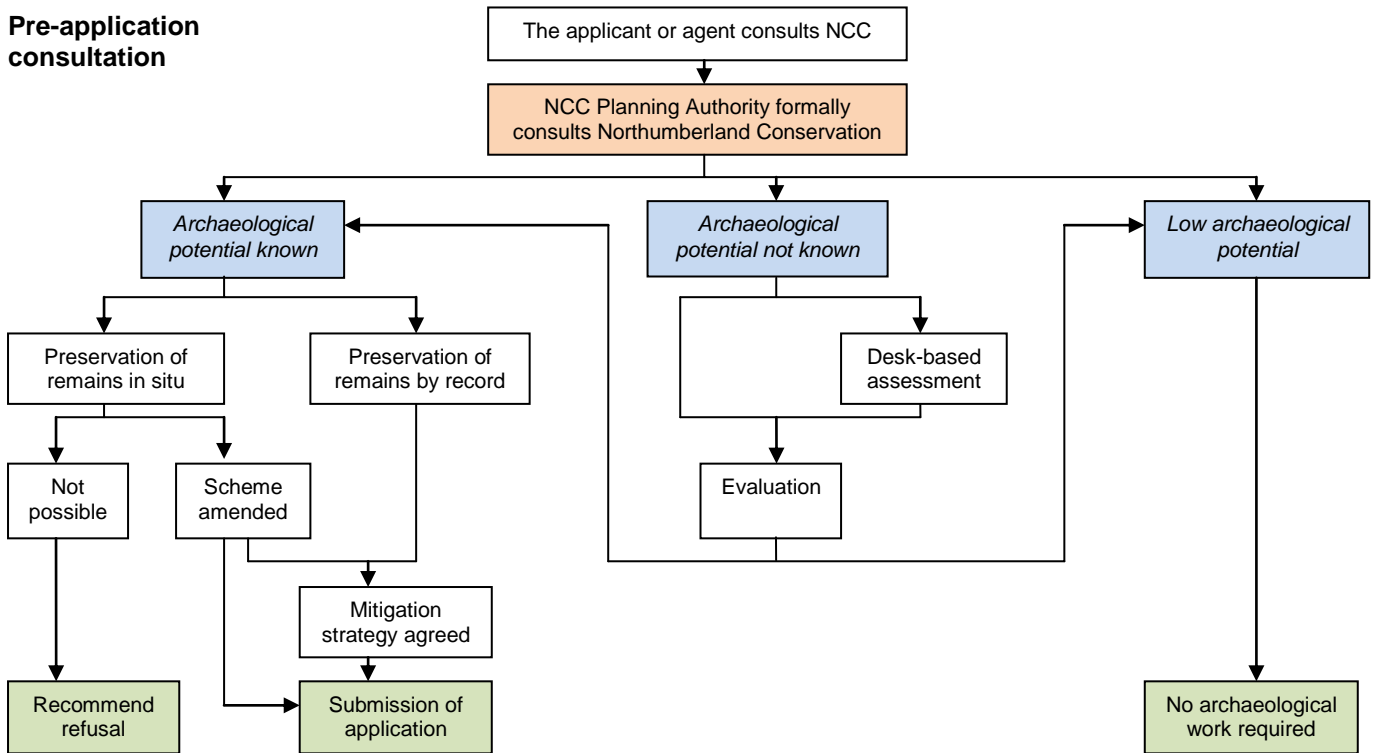 Pre-application
consultation
The applicant or agent consults NCC
NCC Planning Authority formally
consults Northumberland Conservation
Archaeological
potential known
Archaeological
potential not known
Low archaeological
potential
Preservation of
remains in situ
Preservation of
remains by record
Desk-based
assessment
Not
possible
Scheme
amended
Evaluation
Mitigation
strategy agreed
Recommend
refusal
Submission of
application
No archaeological
work required